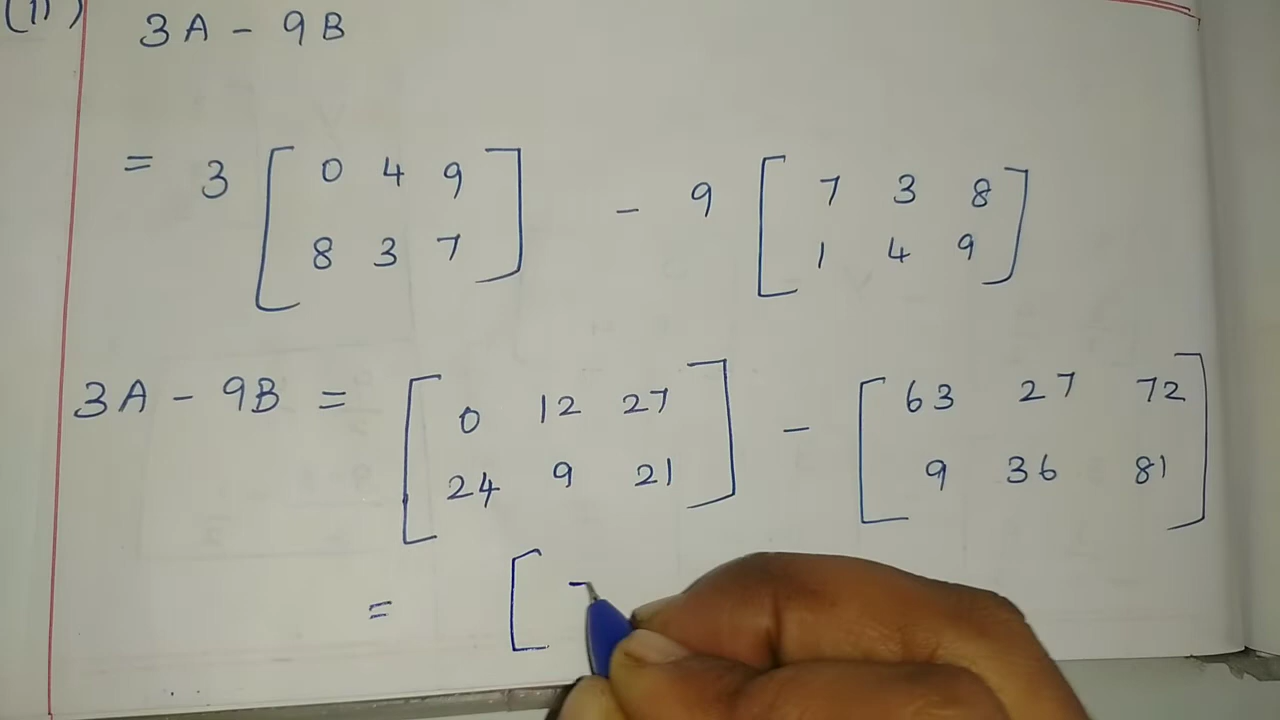 (ii) 3A - 9B
= 3 [ 0 4 9 ] - 9 [ 7 3 8 ]
8 3 7 1 4 9
3A - 9B = [ 0 12 27 ] - [ 63 27 72 ]
24 9 21 9 36 81
= [ -